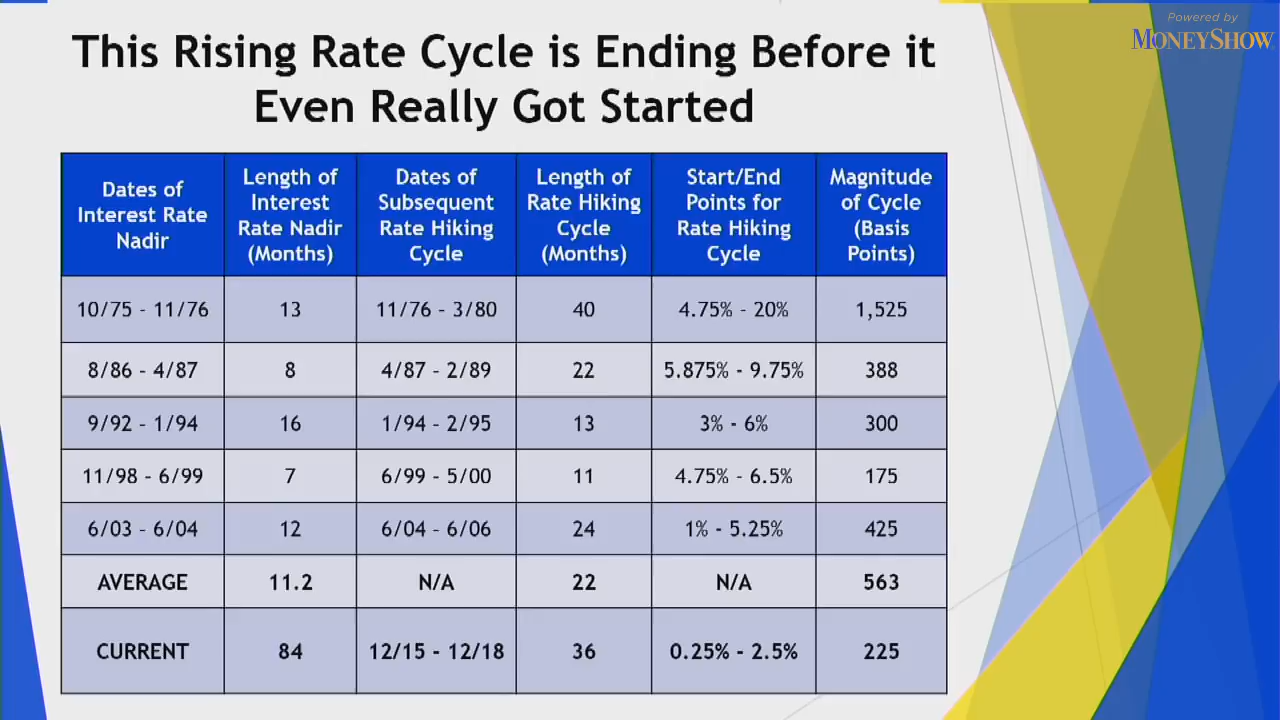 Powered by
MONEYSHOW
This Rising Rate Cycle is Ending Before it
Even Really Got Started
Dates of
Interest Rate
Nadir
Length of
Interest
Rate Nadir
(Months)
Dates of
Subsequent
Rate Hiking
Cycle
Length of
Rate Hiking
Cycle
(Months)
Start/End
Points for
Rate Hiking
Cycle
Magnitude
of Cycle
(Basis
Points)
10/75 - 11/76 13 11/76 - 3/80 40 4.75% - 20% 1,525
8/86 – 4/87 8 4/87 – 2/89 22 5.875% - 9.75% 388
9/92 – 1/94 16 1/94 – 2/95 13 3% - 6% 300
11/98 – 6/99 7 6/99 - 5/00 11 4.75% - 6.5% 175
6/03 – 6/04 12 6/04 – 6/06 24 1% - 5.25% 425
AVERAGE 11.2 N/A 22 N/A 563
CURRENT 84 12/15 - 12/18 36 0.25% - 2.5% 225